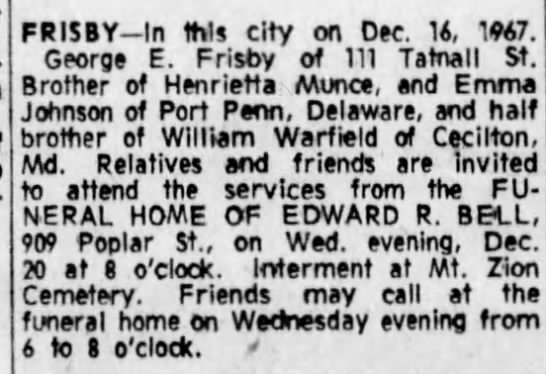 FRISBY—In this city on Dec. 16, 1967.
George E. Frisby of 111 Tatnall St.
Brother of Henrietta Munce, and Emma
Johnson of Port Penn, Delaware, and half
brother of William Warfield of Cecilton,
Md. Relatives and friends are invited
to attend the services from the FU-
NERAL HOME OF EDWARD R. BELL,
909 Poplar St., on Wed. evening, Dec.
20 at 8 o'clock. Interment at Mt. Zion
Cemetery. Friends may call at the
funeral home on Wednesday evening from
6 to 8 o'clock.